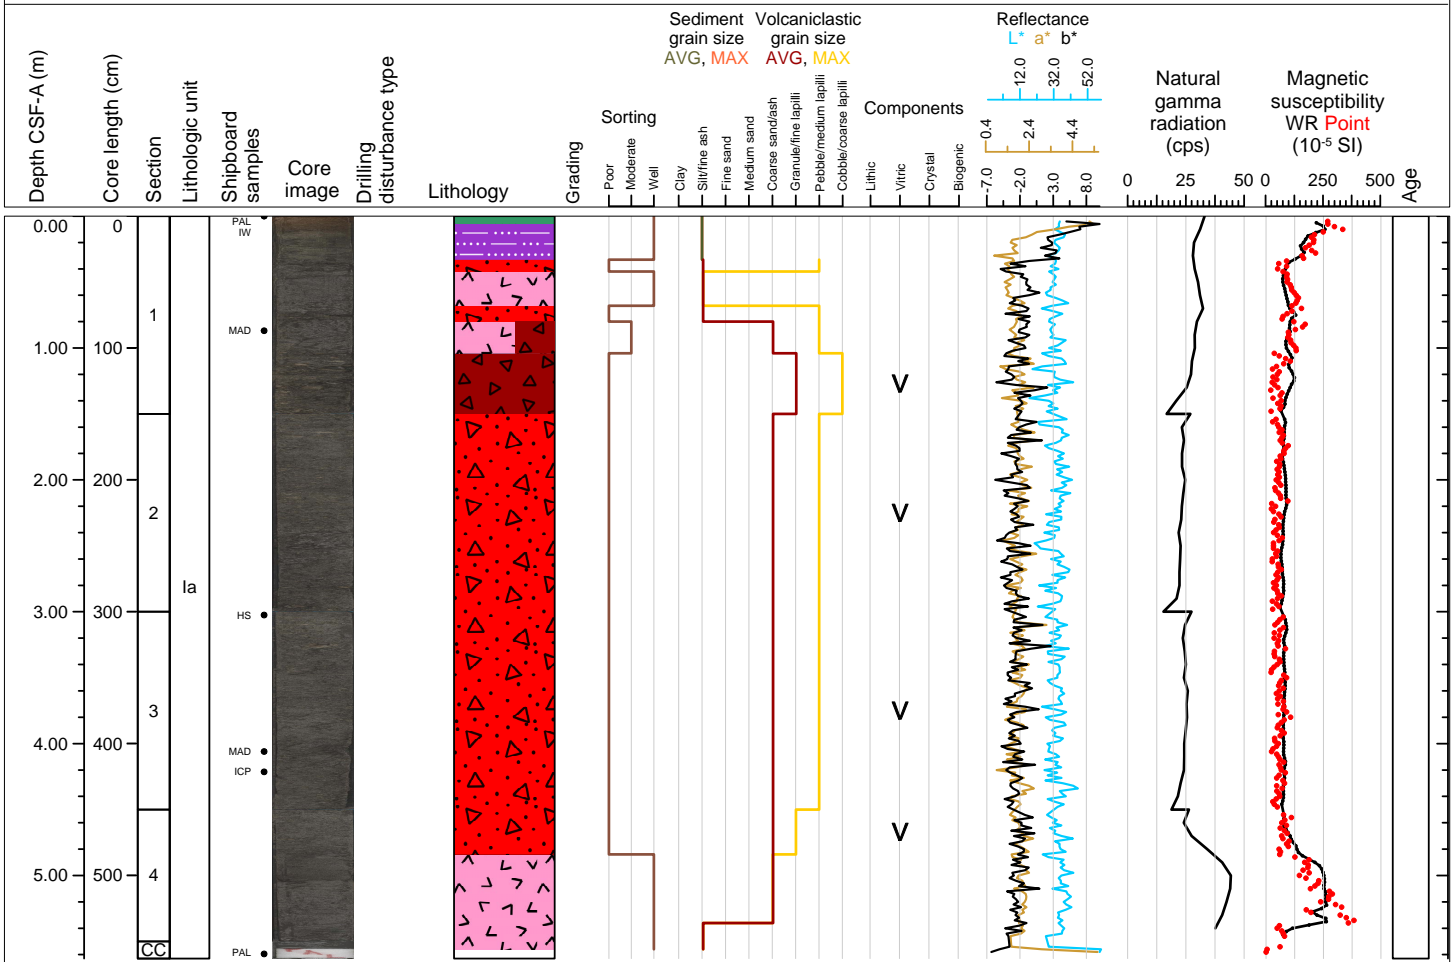 Depth CSF-A (m)
Core length (cm)
Section
Lithologic unit
Shipboard
samples
Core
image
Drilling
disturbance type
Lithology
Grading
Sorting
Poor
Moderate
Well
Sediment
grain size
AVG, MAX
Volcaniclastic
grain size
AVG, MAX
Clay
Silt/fine ash
Fine sand
Medium sand
Coarse sand/ash
Granule/fine lapilli
Pebble/medium lapilli
Cobble/coarse lapilli
Components
Lithic
Vitric
Crystal
Biogenic
Reflectance
L* a* b*
12.0 32.0 52.0
0.4 2.4 4.4
-7.0 -2.0 3.0 8.0
Natural
gamma
radiation
(cps)
0 25 50
Magnetic
susceptibility
WR Point
(10-5 SI)
0 250 500
Age
0.00 0
PAL
IW
1
MAD
1.00 100
V
2.00 200
2
V
Ia
3.00 300
HS
3
V
4.00 400
MAD
ICP
V
5.00 500
4
CC
PAL